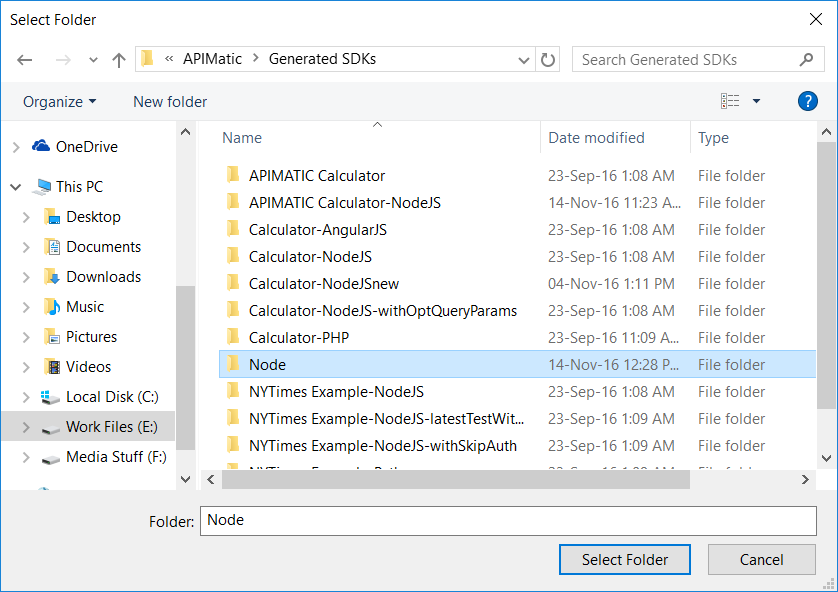 Select Folder
« APIMatic > Generated SDKs
Search Generated SDKs
Organize
New folder
?
OneDrive
This PC
Desktop
Documents
Downloads
Music
Pictures
Videos
Local Disk (C:)
Work Files (E:)
Media Stuff (F:)
Name Date modified Type
APIMATIC Calculator 23-Sep-16 1:08 AM File folder
APIMATIC Calculator-NodeJS 14-Nov-16 11:23 A... File folder
Calculator-AngularJS 23-Sep-16 1:08 AM File folder
Calculator-NodeJS 23-Sep-16 1:08 AM File folder
Calculator-NodeJSnew 04-Nov-16 1:11 PM File folder
Calculator-NodeJS-withOptQueryParams 23-Sep-16 1:08 AM File folder
Calculator-PHP 23-Sep-16 11:09 A... File folder
Node 14-Nov-16 12:28 P... File folder
NYTimes Example-NodeJS 23-Sep-16 1:08 AM File folder
NYTimes Example-NodeJS-latestTestWit... 23-Sep-16 1:09 AM File folder
NYTimes Example-NodeJS-withSkipAuth 23-Sep-16 1:09 AM File folder
Folder: Node
Select Folder
Cancel